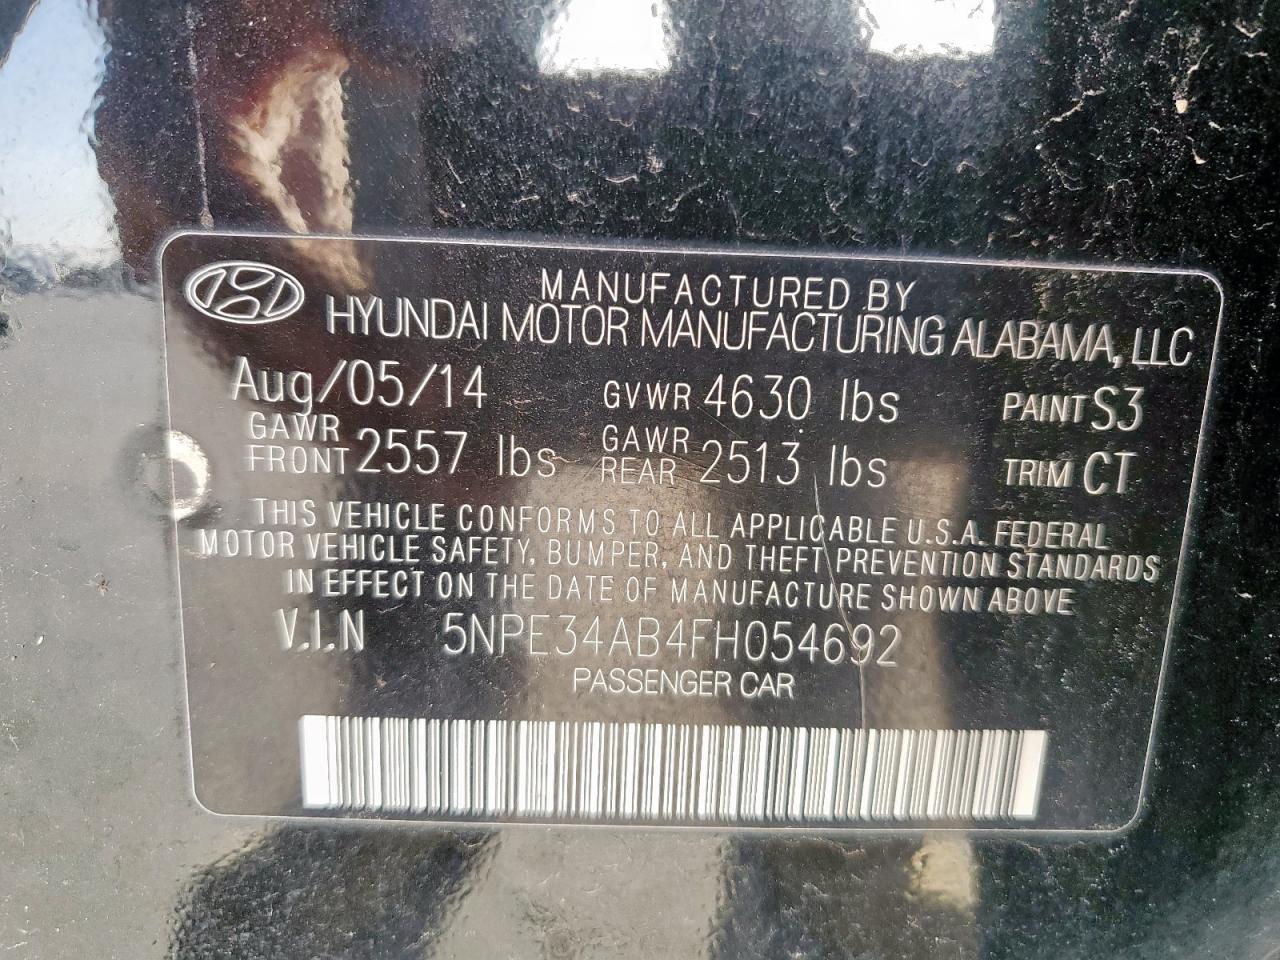 MANUFACTURED BY
HYUNDAI MOTOR MANUFACTURING ALABAMA, LLC
Aug/05/14 GVWR 4630 lbs PAINT S3
GAWR FRONT 2557 lbs GAWR REAR 2513 lbs TRIM CT
THIS VEHICLE CONFORMS TO ALL APPLICABLE U.S.A. FEDERAL
MOTOR VEHICLE SAFETY, BUMPER, AND THEFT PREVENTION STANDARDS
IN EFFECT ON THE DATE OF MANUFACTURE SHOWN ABOVE
V.I.N 5NPE34AB4FH054692
PASSENGER CAR